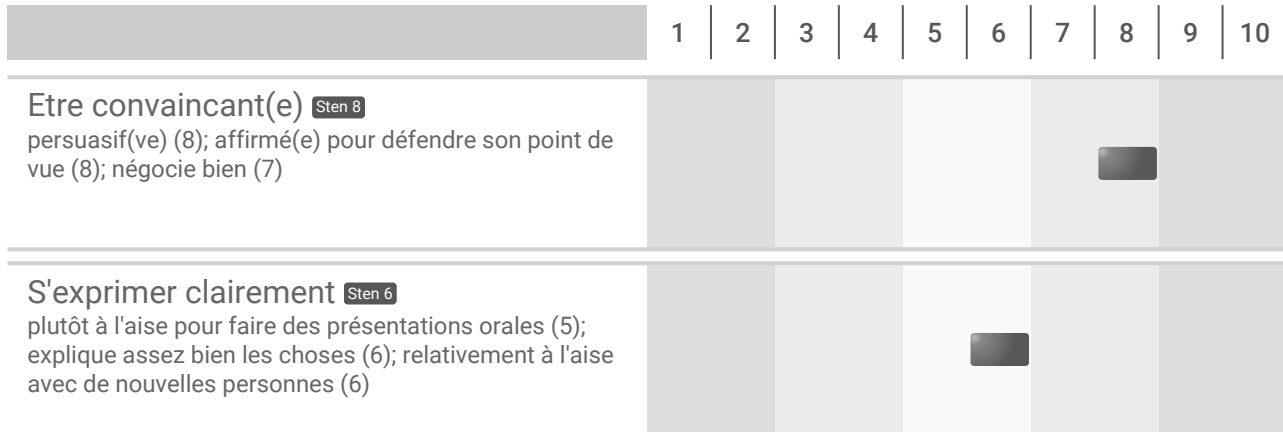 1 2 3 4 5 6 7 8 9 10
Etre convaincant(e) Sten 8
persuasif(ve) (8); affirmé(e) pour défendre son point de
vue (8); négocie bien (7)
S'exprimer clairement Sten 6
plutôt à l'aise pour faire des présentations orales (5);
explique assez bien les choses (6); relativement à l'aise
avec de nouvelles personnes (6)